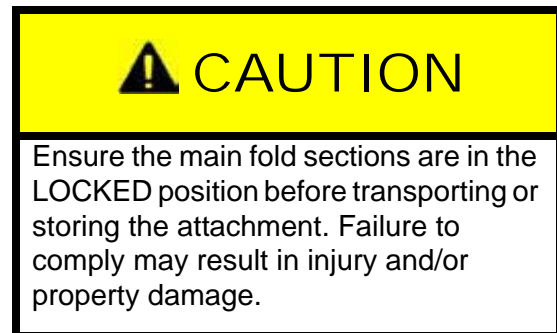 CAUTION
Ensure the main fold sections are in the
LOCKED position before transporting or
storing the attachment. Failure to
comply may result in injury and/or
property damage.